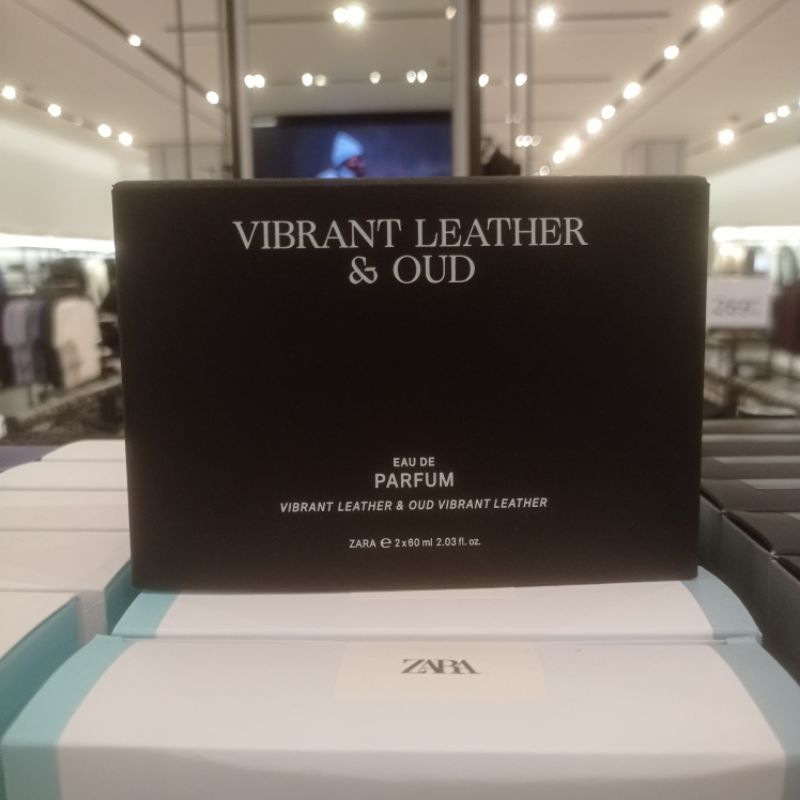 VIBRANT LEATHER
& OUD
EAU DE
PARFUM
VIBRANT LEATHER & OUD VIBRANT LEATHER
ZARA ℮ 2x60 ml 2.03 fl. oz.
ZARA